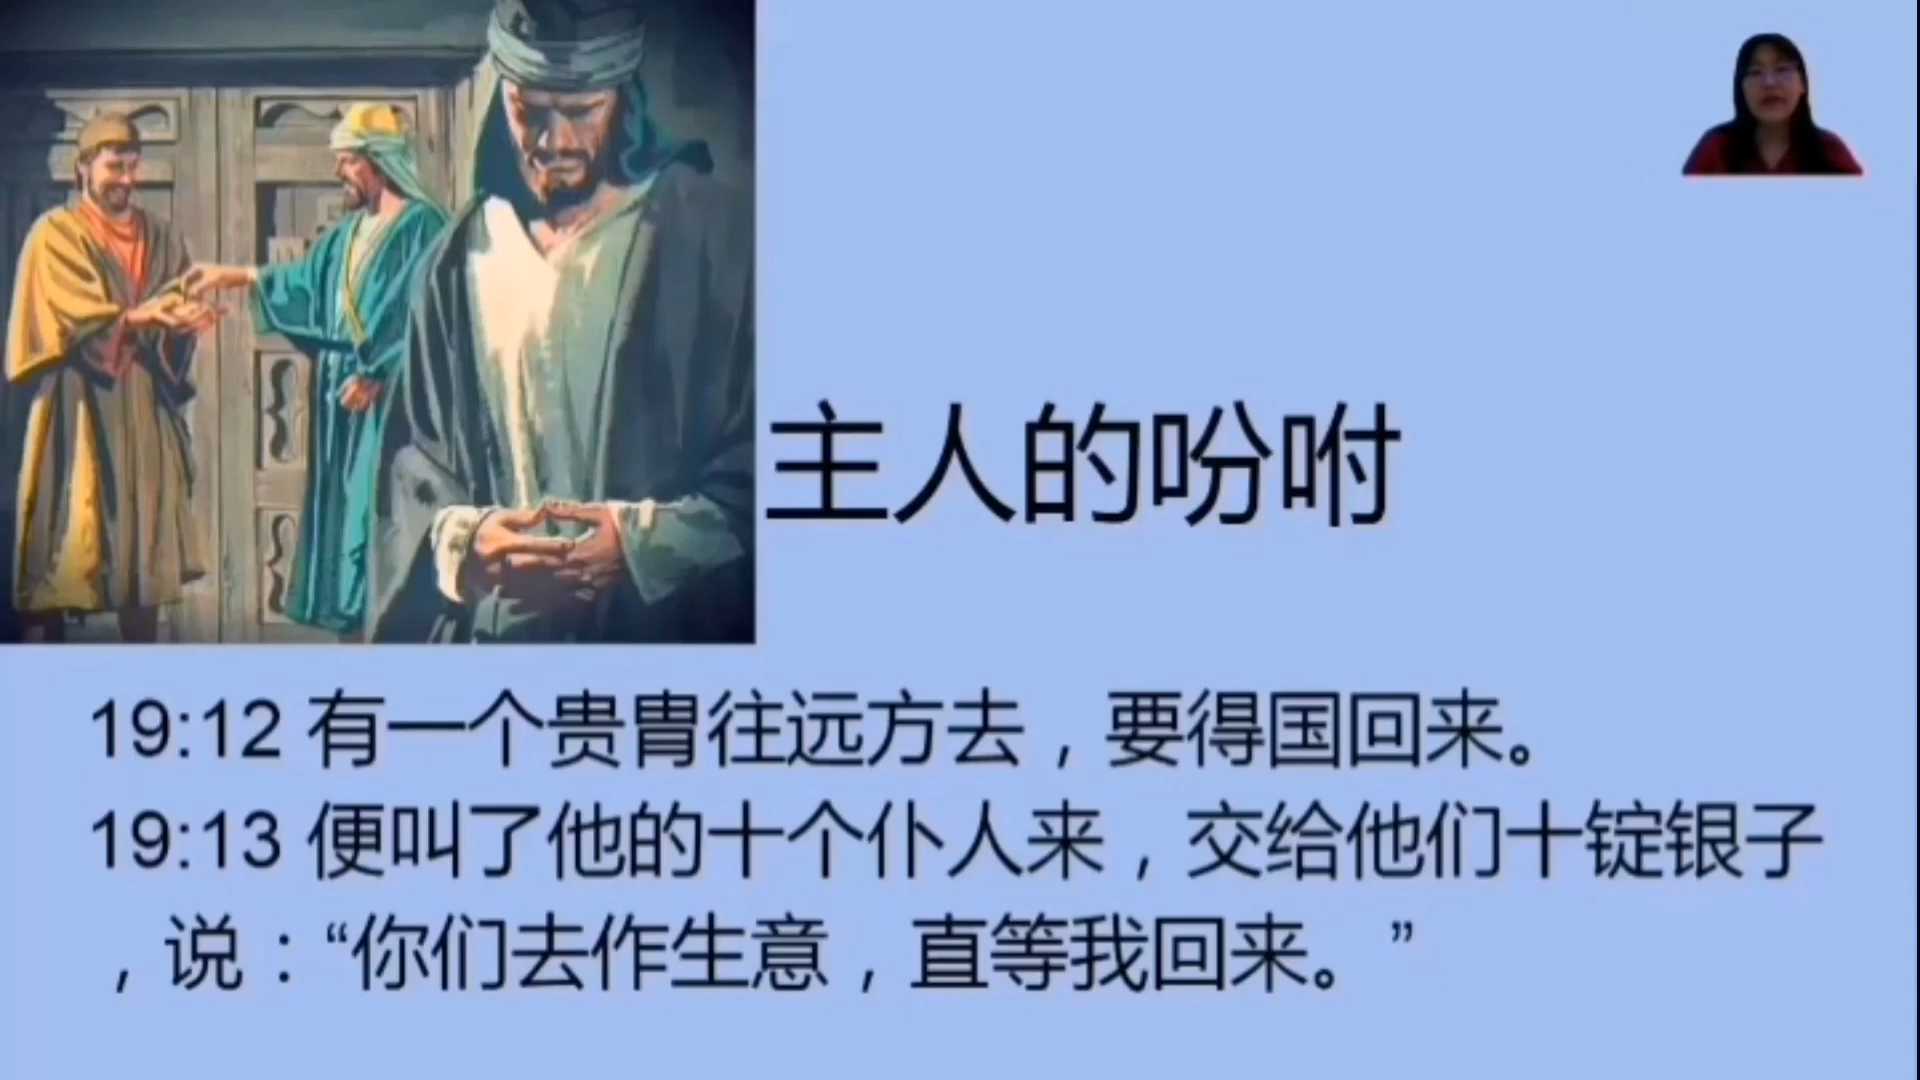 主人的吩咐
19:12 有一个贵胄往远方去，要得国回来。
19:13 便叫了他的十个仆人来，交给他们十锭银子
，说：“你们去作生意，直等我回来。”